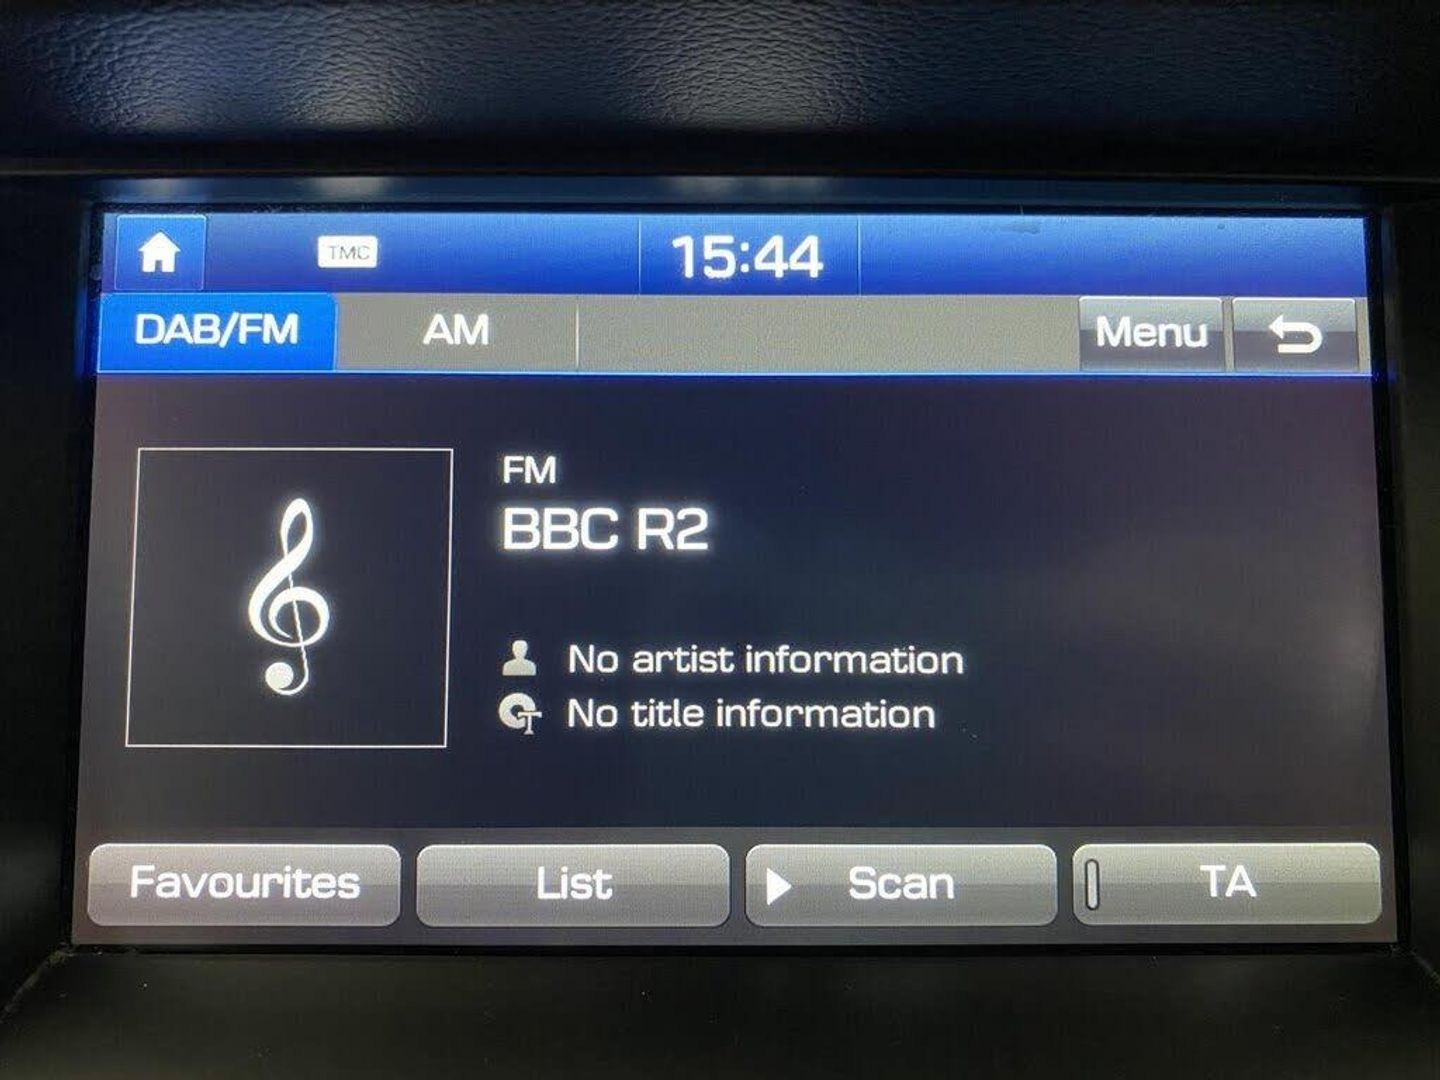 TMC
15:44
DAB/FM
AM
Menu
FM
BBC R2
No artist information
No title information
Favourites
List
Scan
TA